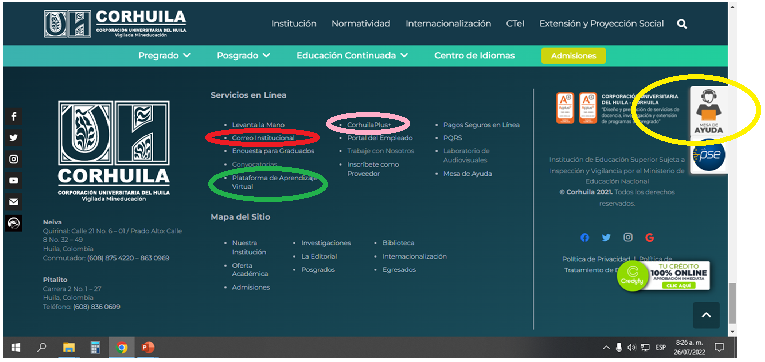 CORHUILA
CORPORACIÓN UNIVERSITARIA DEL HUILA
Vigilada Mineducación
Institución Normatividad Internacionalización CTeI Extensión y Proyección Social
Pregrado Posgrado Educación Continuada Centro de Idiomas Admisiones
Servicios en Línea
Levanta la Mano
Correo Institucional
Encuesta para Graduados
Convocatorias
Plataforma de Aprendizaje
Virtual
CorhuilaPlus+
Portal del Empleado
Trabaje con Nosotros
Inscríbete como
Proveedor
Pagos Seguros en Línea
PQRS
Laboratorio de
Audiovisuales
Mesa de Ayuda
CORHUILA
CORPORACIÓN UNIVERSITARIA DEL HUILA
Vigilada Mineducación
Neiva
Quirinal: Calle 21 No. 6 – 01 / Prado Alto: Calle
8 No. 32 – 49
Huila, Colombia
Conmutador: (608) 875 4220 – 863 0969
Pitalito
Carrera 2 No. 1 – 27
Huila, Colombia
Teléfono: (608) 836 0699
Mapa del Sitio
Nuestra
Institución
Oferta
Académica
Admisiones
Investigaciones
La Editorial
Posgrados
Biblioteca
Internacionalización
Egresados
CORPORACIÓN UNIVERSITARIA
DEL HUILA - CORHUILA
"Diseño y prestación de servicios de
docencia, investigación y extensión
de programas de pregrado"
MESA DE
AYUDA
pse
Institución de Educación Superior Sujeta a
Inspección y Vigilancia por el Ministerio de
Educación Nacional
© Corhuila 2021. Todos los derechos
reservados.
Política de Privacidad | Política de
Tratamiento de
Credyty
TU CRÉDITO
100% ONLINE
APROBACIÓN INMEDIATA
CLIC AQUÍ
ESP
8:26 a. m.
26/07/2022